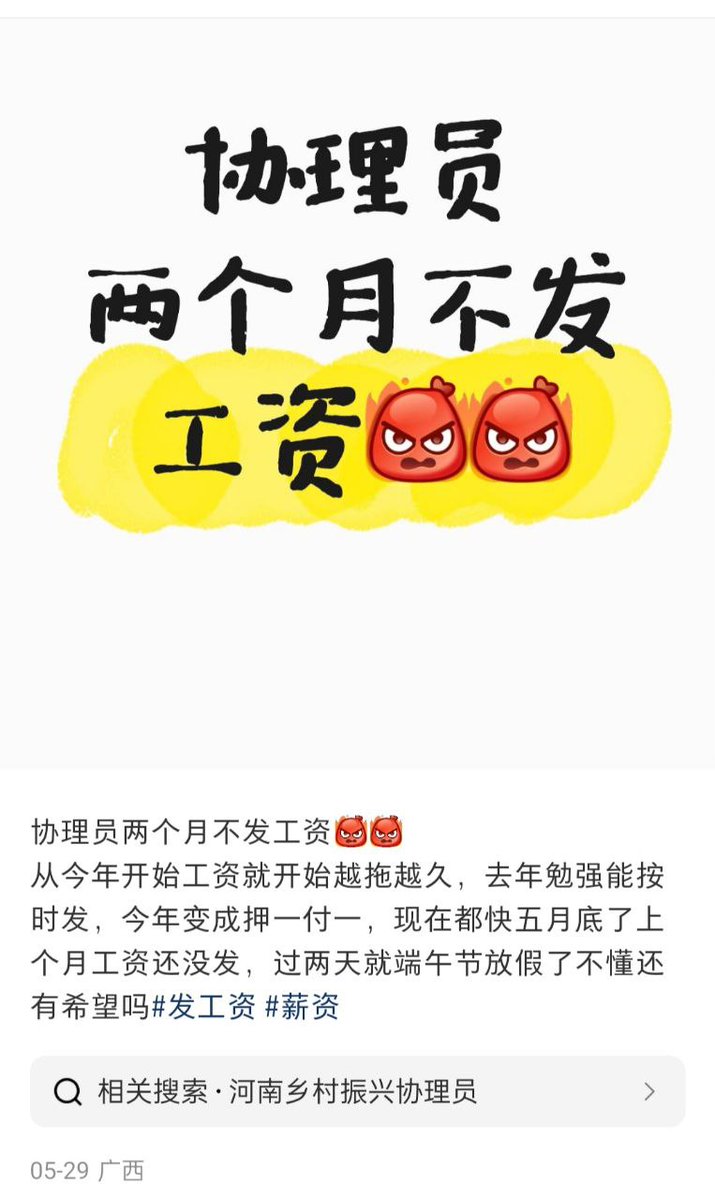 协理员
两个月不发
工资
协理员两个月不发工资
从今年开始工资就开始越拖越久，去年勉强能按
时发，今年变成押一付一，现在都快五月底了上
个月工资还没发，过两天就端午节放假了不懂还
有希望吗#发工资 #薪资
相关搜索·河南乡村振兴协理员
05-29 广西